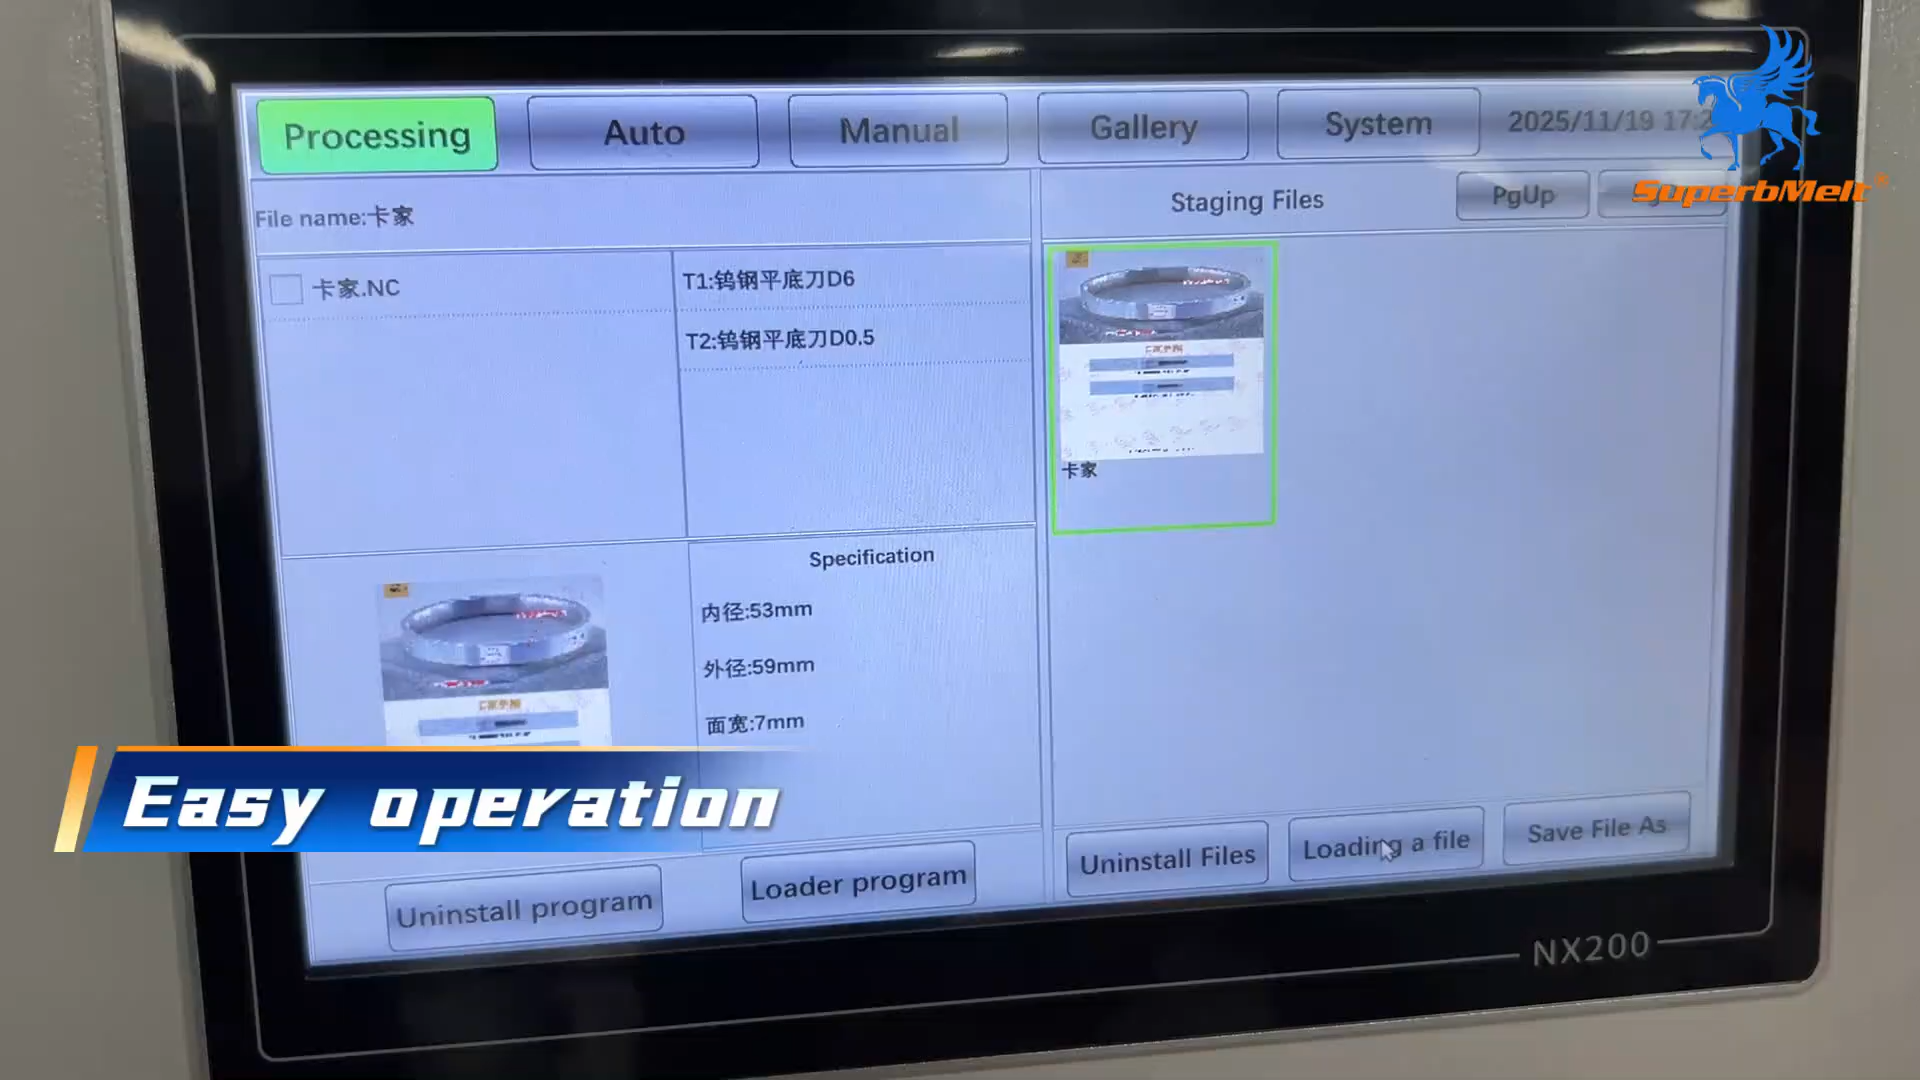 Processing
Auto
Manual
Gallery
System
2025/11/19 17:2
SuperbMelt®
File name:卡家
Staging Files
PgUp
卡家.NC
T1:钨钢平底刀D6
T2:钨钢平底刀D0.5
卡家
Specification
内径:53mm
外径:59mm
面宽:7mm
Easy operation
Uninstall program
Loader program
Uninstall Files
Loading a file
Save File As
NX200